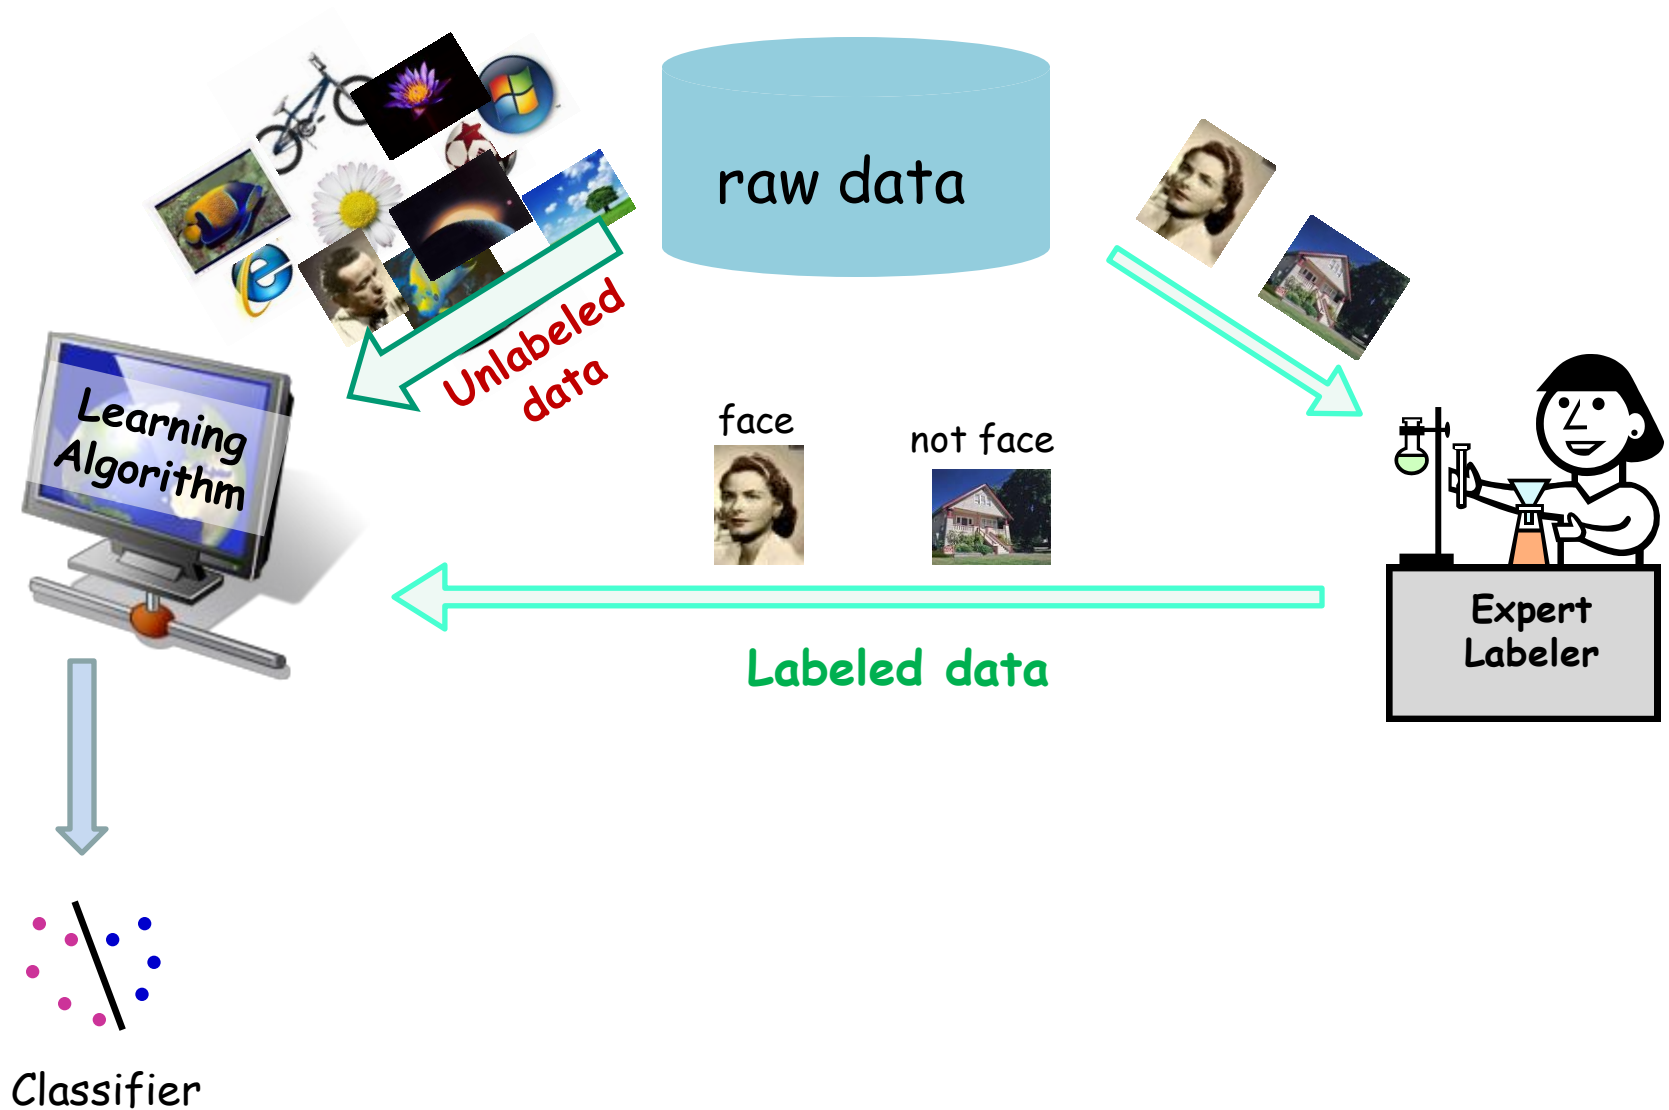 raw data
Unlabeled
data
Learning
Algorithm
face
not face
Expert
Labeler
Labeled data
Classifier